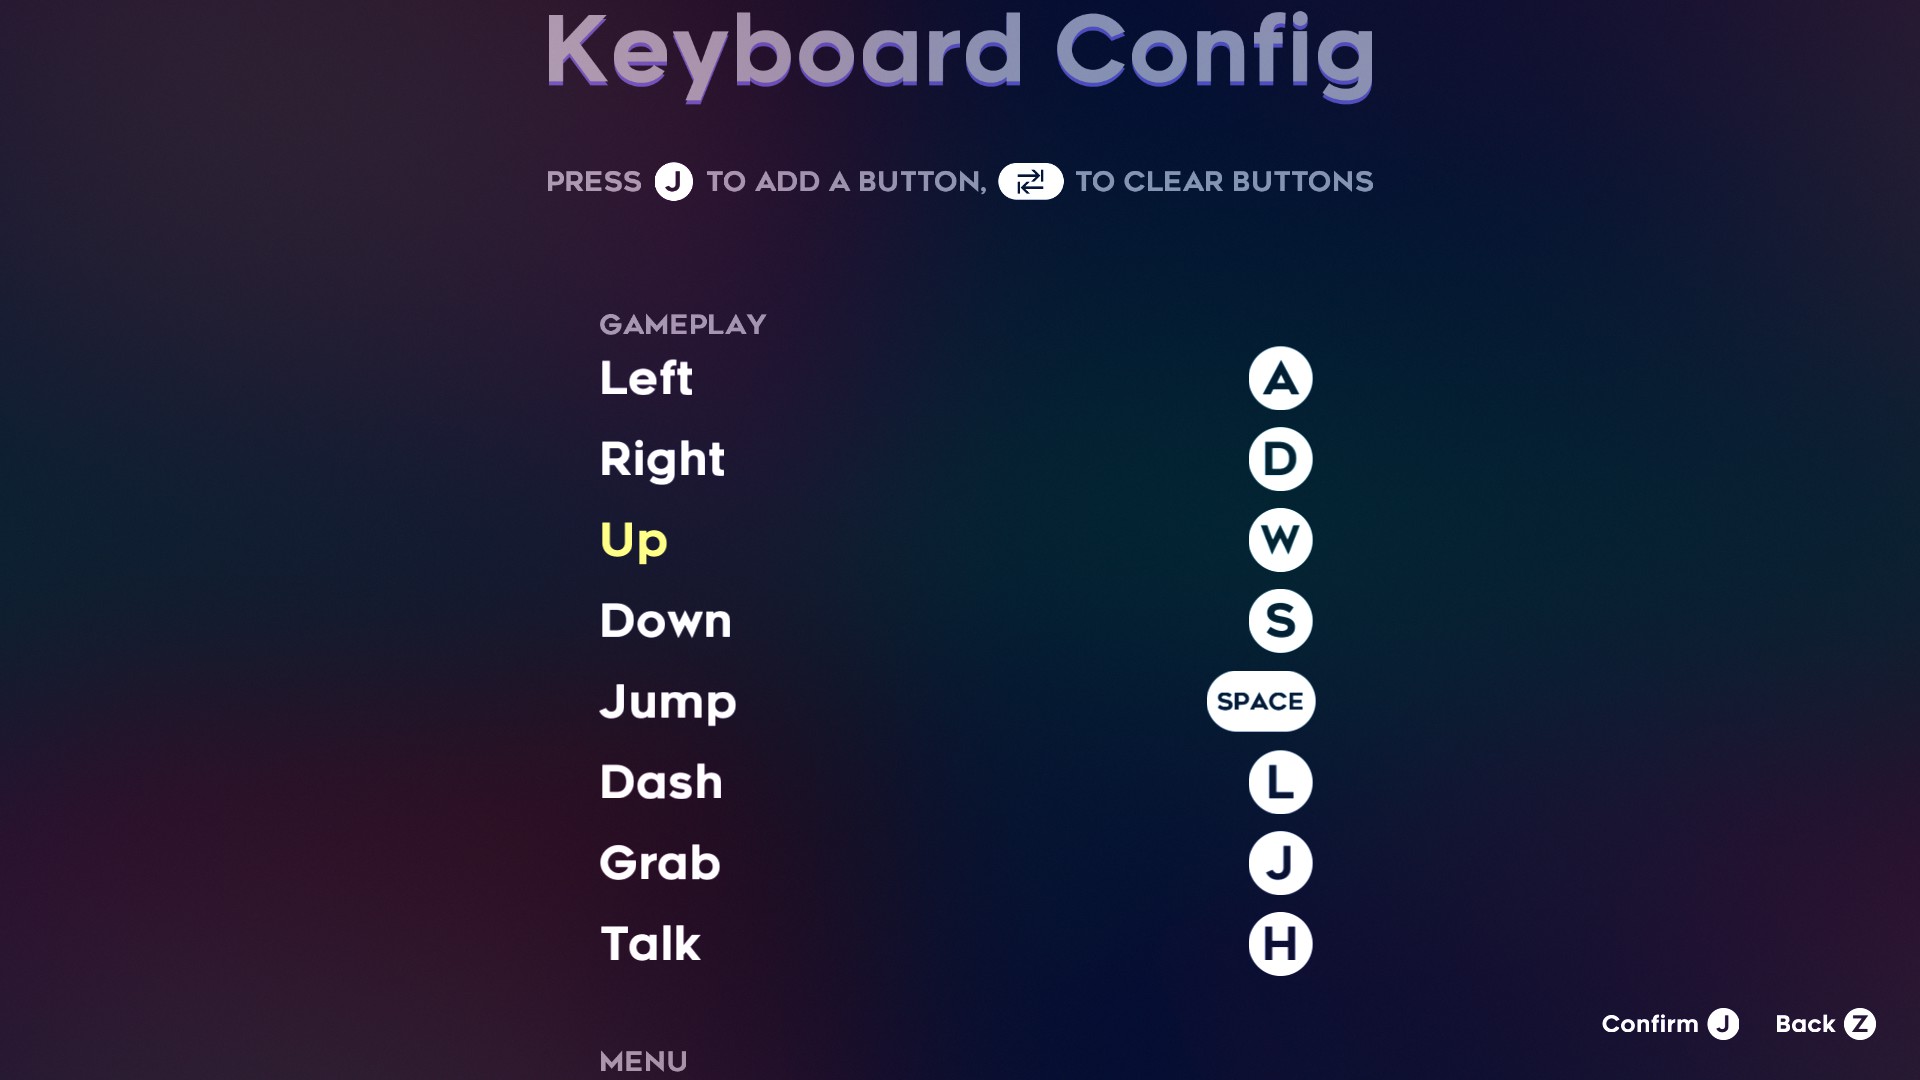 Keyboard Config
PRESS J TO ADD A BUTTON, TO CLEAR BUTTONS
GAMEPLAY
Left A
Right D
Up W
Down S
Jump SPACE
Dash L
Grab J
Talk H
Confirm J Back Z
MENU